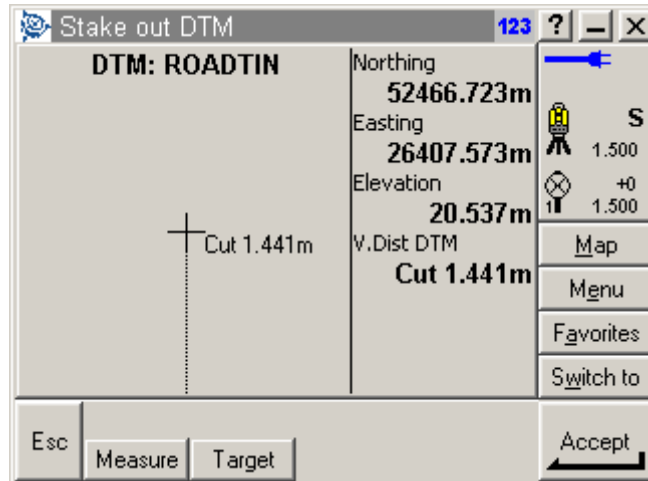 Stake out DTM 123 ? _ ×
DTM: ROADTIN
Cut 1.441m
Northing
52466.723m
Easting
26407.573m
Elevation
20.537m
V.Dist DTM
Cut 1.441m
S
1.500
+0
1
1.500
Map
Menu
Favorites
Switch to
Esc
Measure
Target
Accept